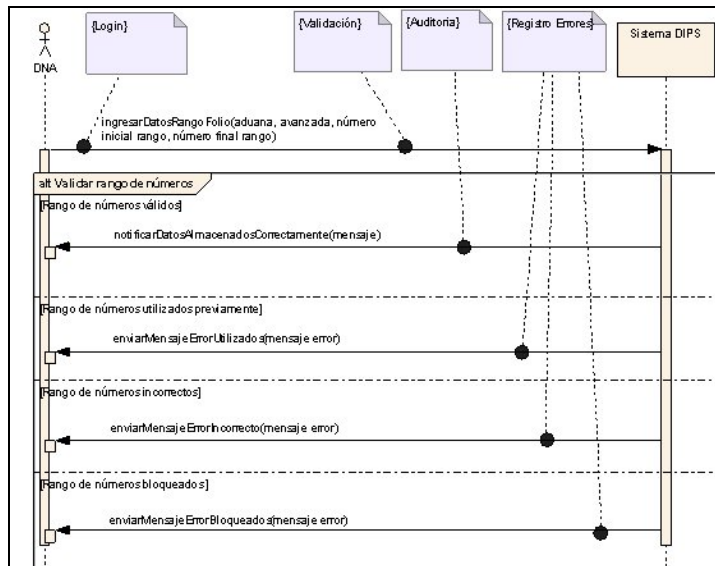 {Login}
{Validación}
{Auditoria}
{Registro Errores}
Sistema DIPS
DNA
ingresarDatosRangoFolio(aduana, avanzada, número
inicial rango, número final rango)
alt Validar rango de números
[Rango de números válidos]
notificarDatosAlmacenadosCorrectamente(mensaje)
[Rango de números utilizados previamente]
enviarMensajeErrorUtilizados(mensaje error)
[Rango de números incorrectos]
enviarMensajeErrorIncorrecto(mensaje error)
[Rango de números bloqueados]
enviarMensajeErrorBloqueados(mensaje error)